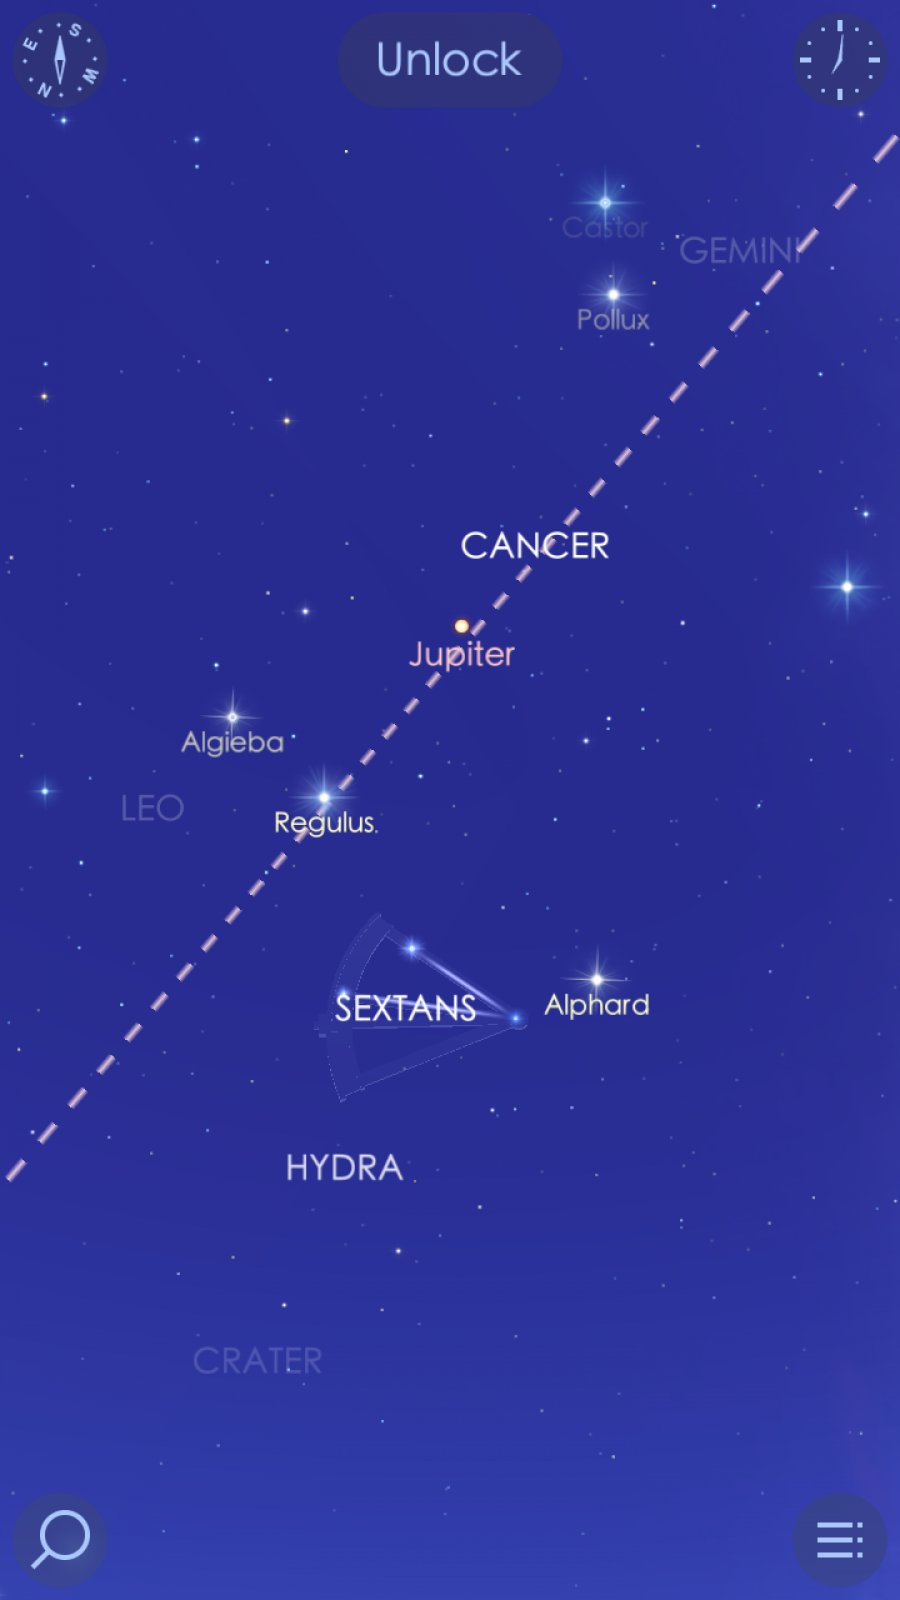 S
E
W
N
Unlock
Castor
GEMINI
Pollux
CANCER
Jupiter
Algieba
LEO
Regulus
SEXTANS
Alphard
HYDRA
CRATER